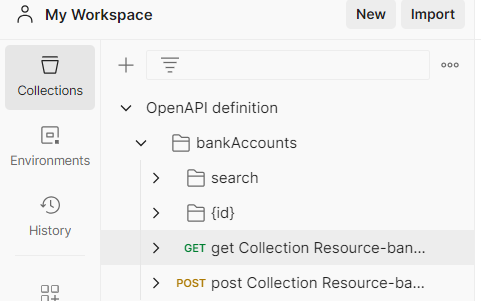 My Workspace
New
Import
Collections
OpenAPI definition
bankAccounts
Environments
search
{id}
History
GET get Collection Resource-ban...
POST post Collection Resource-ba...